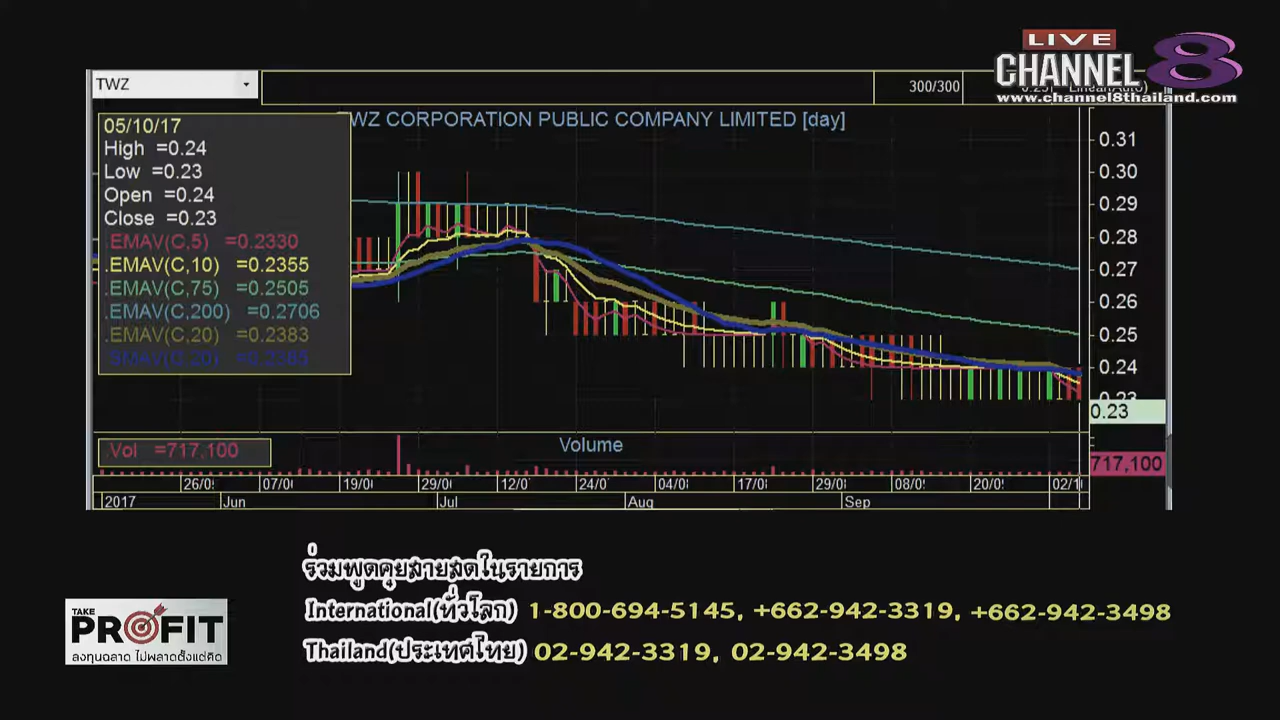 LIVE
CHANNEL 8
www.channel8thailand.com
TWZ
300/300
TWZ CORPORATION PUBLIC COMPANY LIMITED [day]
05/10/17
High =0.24
Low =0.23
Open =0.24
Close =0.23
.EMAV(C,5) =0.2330
.EMAV(C,10) =0.2355
.EMAV(C,75) =0.2505
.EMAV(C,200) =0.2706
.EMAV(C,20) =0.2383
.SMAV(C,20) =0.2385
0.31
0.30
0.29
0.28
0.27
0.26
0.25
0.24
0.23
0.23
Vol =717,100
Volume
717,100
26/0 07/0 19/0 29/0 12/0 24/0 04/0 17/0 29/0 08/0 20/0 02/1
2017 Jun Jul Aug Sep
ร่วมพูดคุยสายสดในรายการ
International(ทั่วโลก) 1-800-694-5145, +662-942-3319, +662-942-3498
Thailand(ประเทศไทย) 02-942-3319, 02-942-3498
TAKE
PROFIT
ลงทุนฉลาด ไม่พลาดตั้งแต่คิด